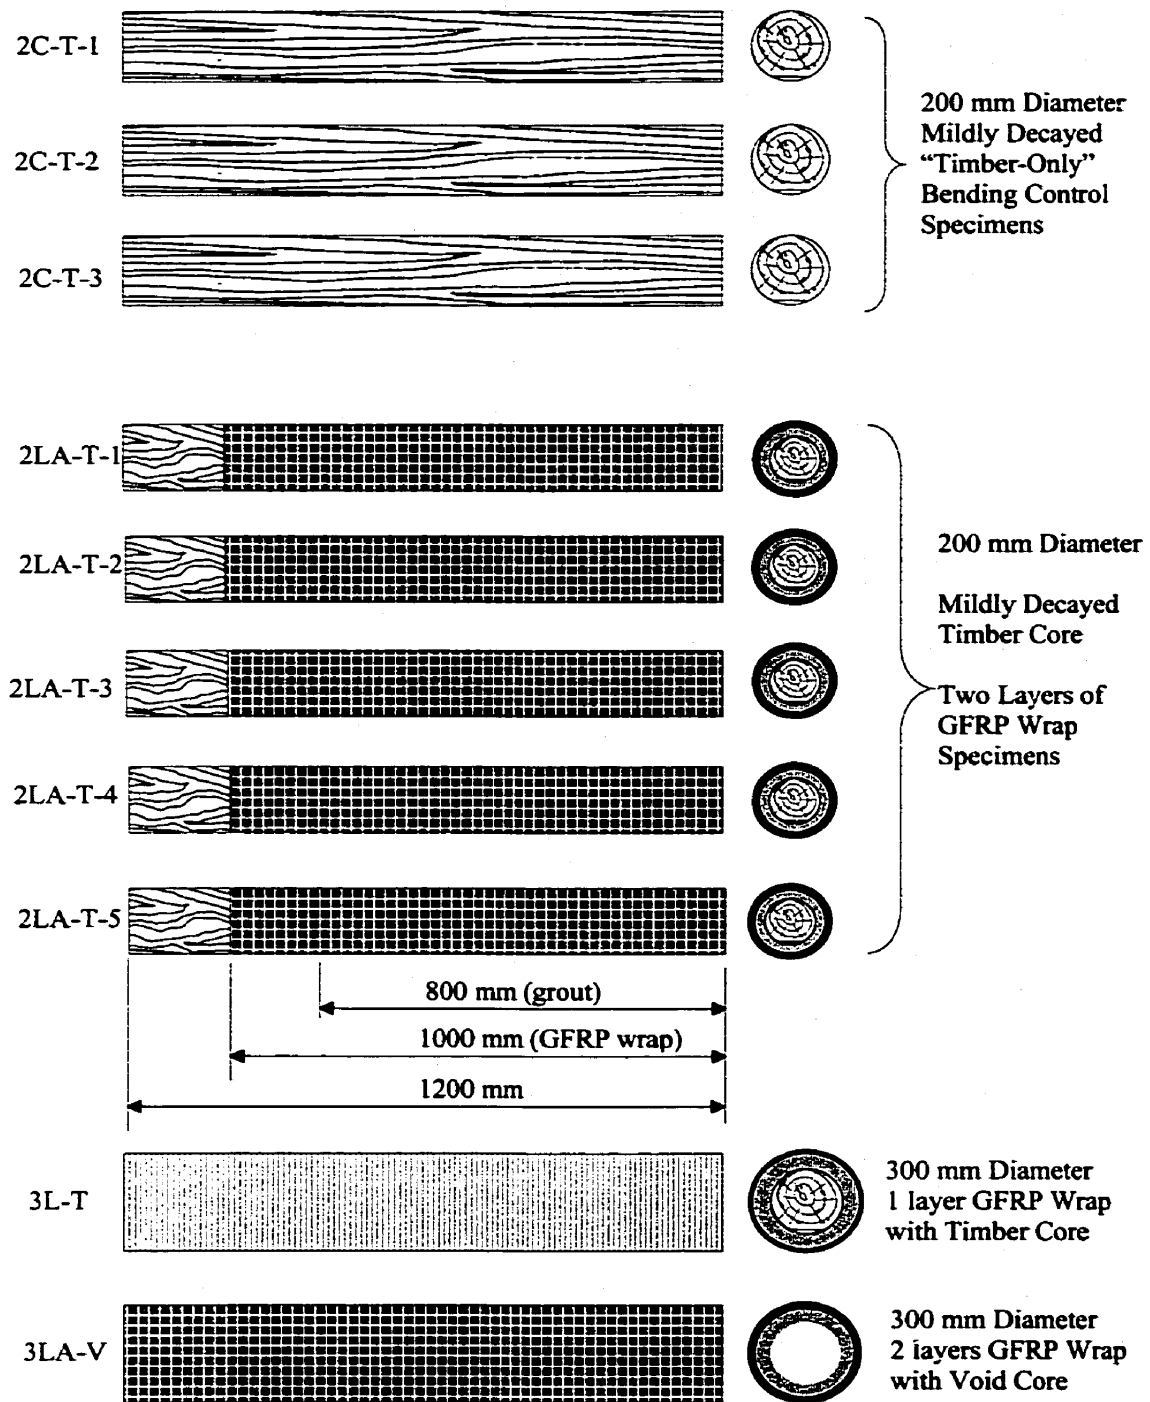 2C-T-1
2C-T-2
2C-T-3
200 mm Diameter
Mildly Decayed
“Timber-Only”
Bending Control
Specimens
2LA-T-1
2LA-T-2
2LA-T-3
2LA-T-4
2LA-T-5
200 mm Diameter
Mildly Decayed
Timber Core
Two Layers of
GFRP Wrap
Specimens
800 mm (grout)
1000 mm (GFRP wrap)
1200 mm
3L-T
300 mm Diameter
1 layer GFRP Wrap
with Timber Core
3LA-V
300 mm Diameter
2 layers GFRP Wrap
with Void Core